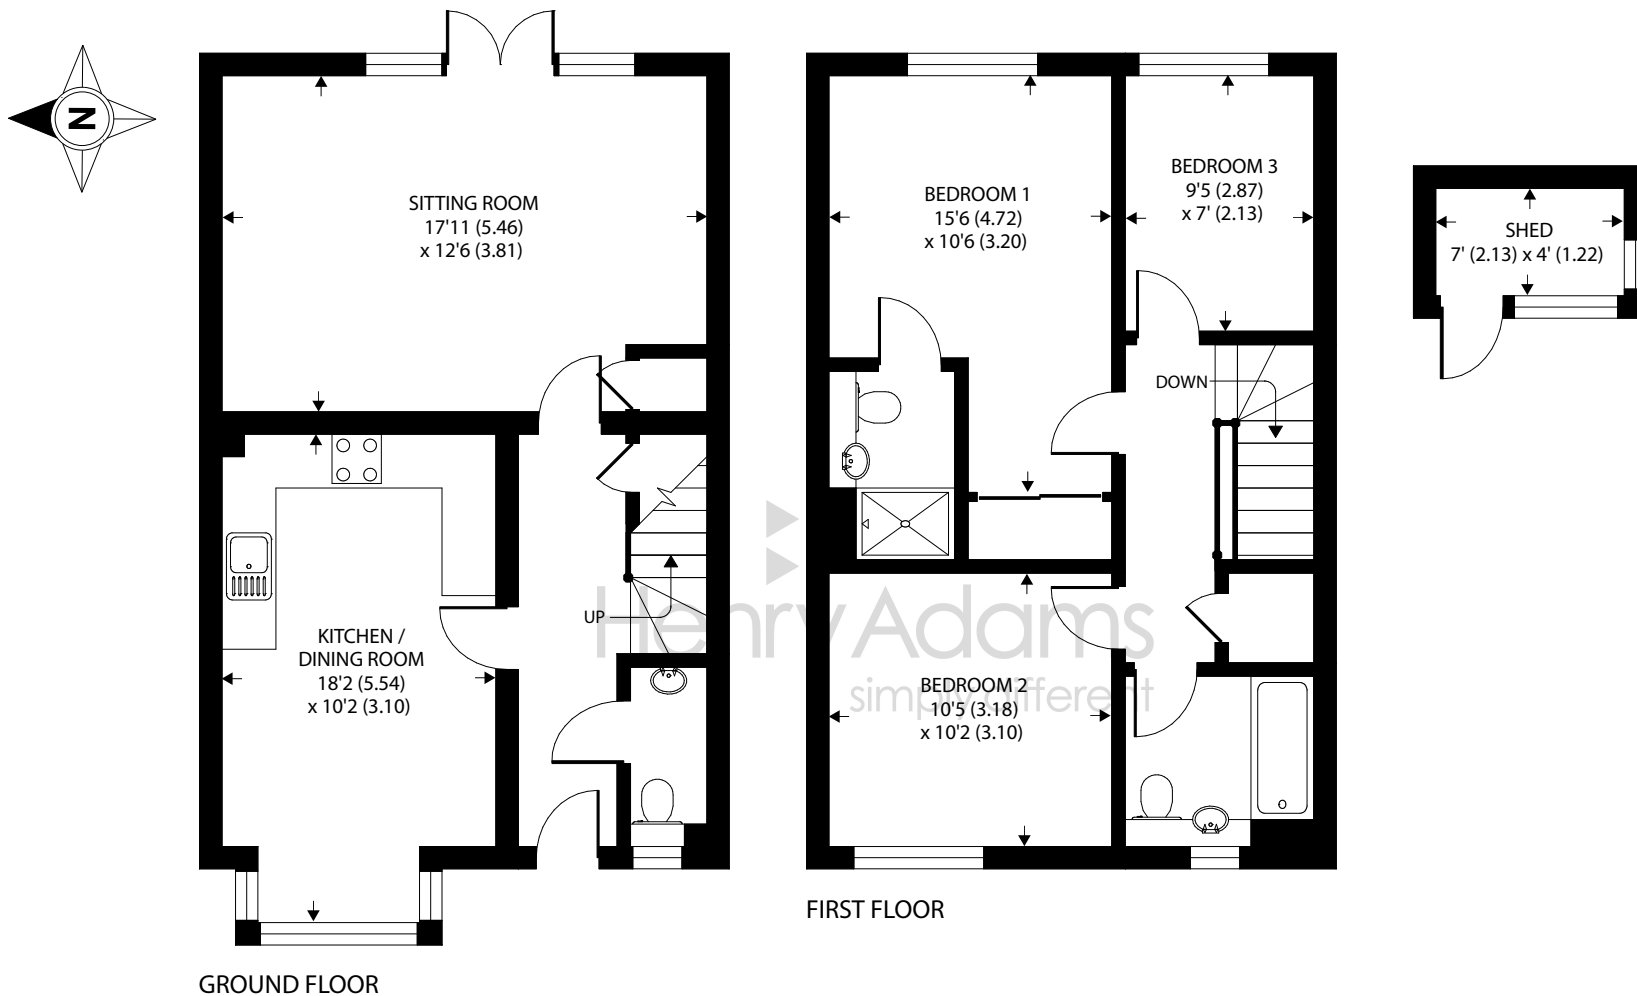 N
SITTING ROOM
17'11 (5.46)
x 12'6 (3.81)
KITCHEN /
DINING ROOM
18'2 (5.54)
x 10'2 (3.10)
UP
GROUND FLOOR
BEDROOM 1
15'6 (4.72)
x 10'6 (3.20)
BEDROOM 3
9'5 (2.87)
x 7' (2.13)
DOWN
BEDROOM 2
10'5 (3.18)
x 10'2 (3.10)
FIRST FLOOR
SHED
7' (2.13) x 4' (1.22)
Henry Adams
simply different